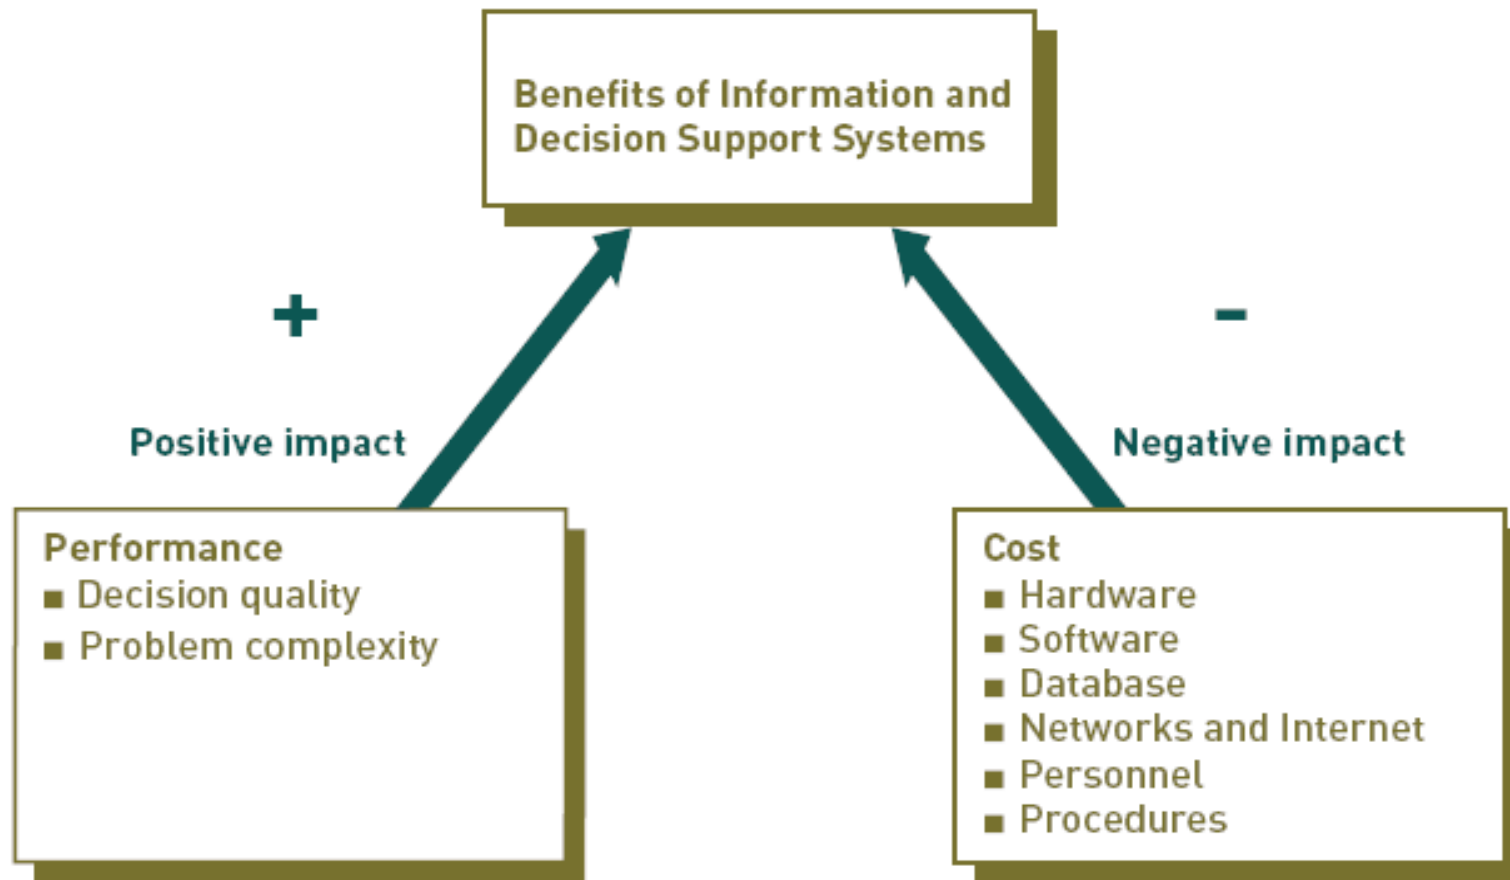 Benefits of Information and
Decision Support Systems
+
-
Positive impact
Negative impact
Performance
■ Decision quality
■ Problem complexity
Cost
■ Hardware
■ Software
■ Database
■ Networks and Internet
■ Personnel
■ Procedures